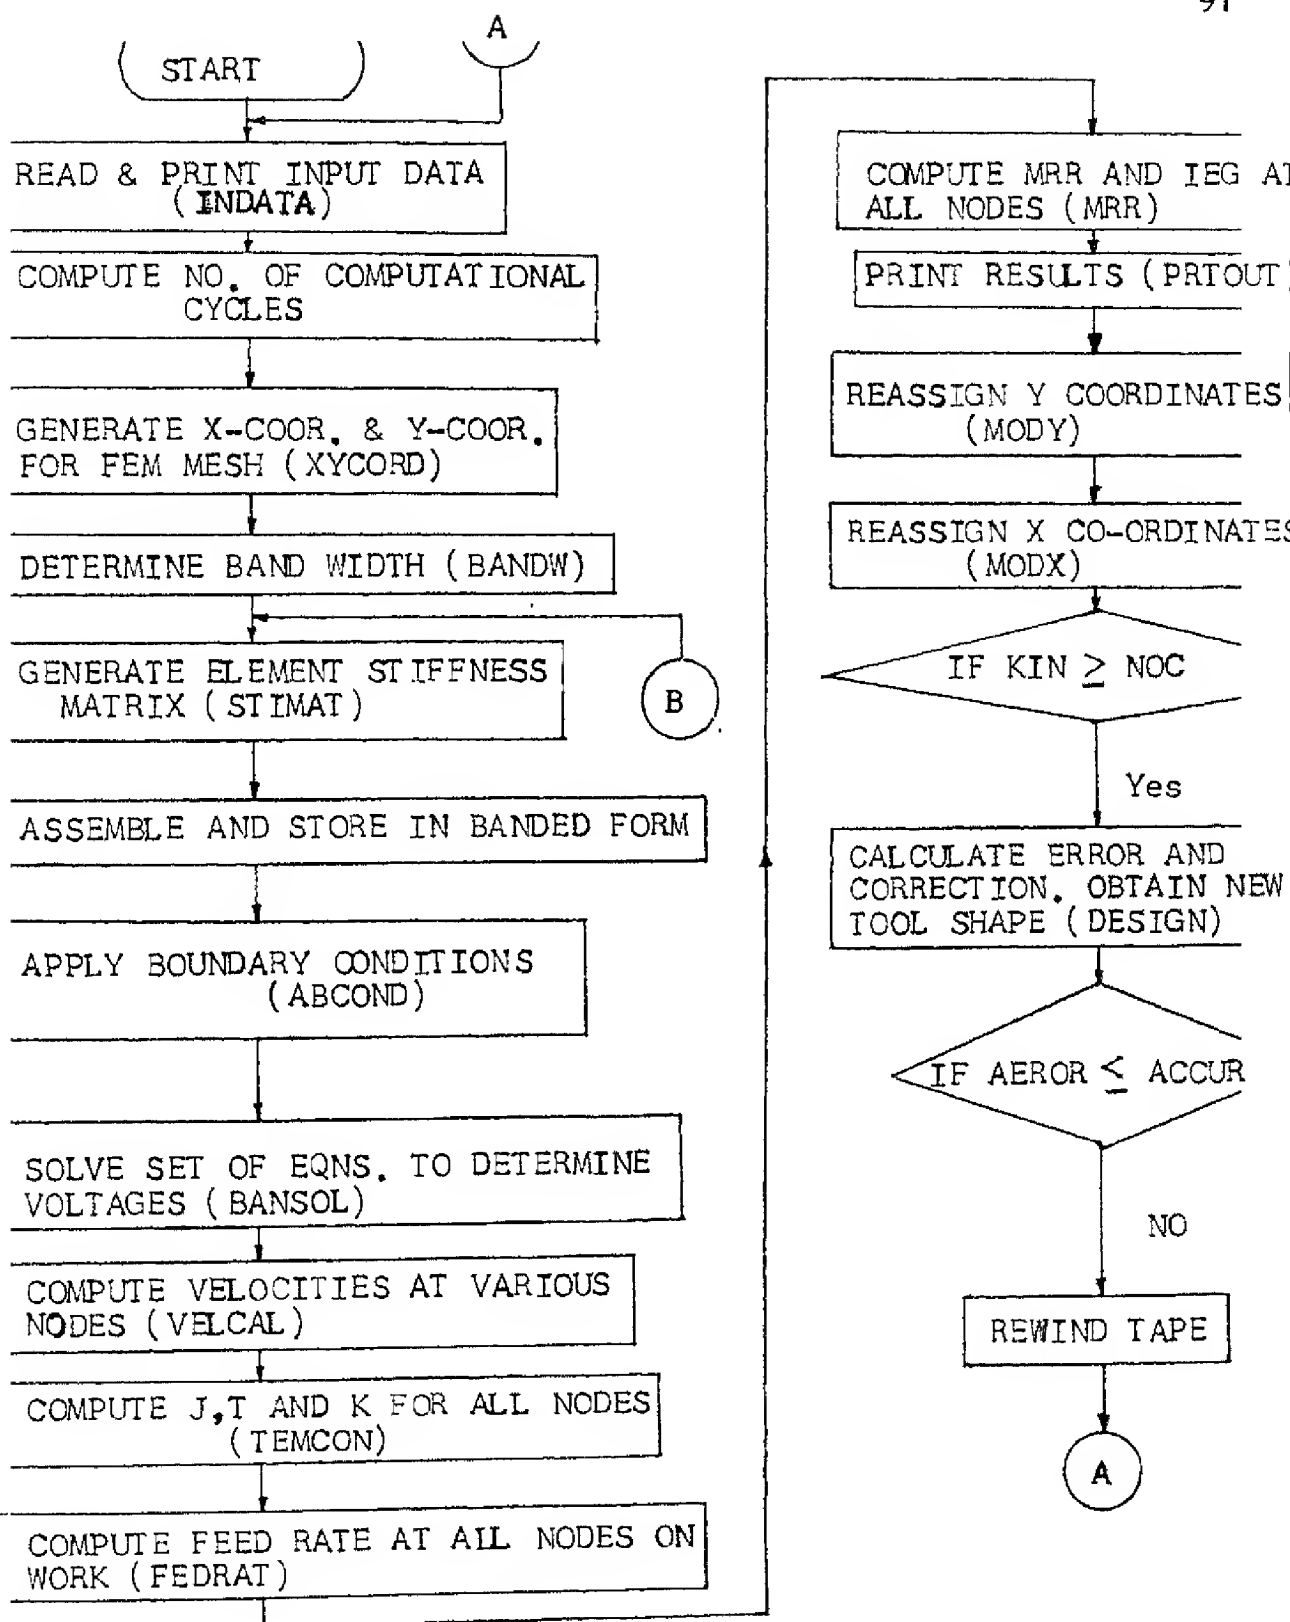 91
A
START
READ & PRINT INPUT DATA
(INDATA)
COMPUTE NO. OF COMPUTATIONAL
CYCLES
GENERATE X-COOR. & Y-COOR.
FOR FEM MESH (XYCORD)
DETERMINE BAND WIDTH (BANDW)
GENERATE ELEMENT STIFFNESS
MATRIX (STIMAT)
B
ASSEMBLE AND STORE IN BANDED FORM
APPLY BOUNDARY CONDITIONS
(ABCOND)
SOLVE SET OF EQNS. TO DETERMINE
VOLTAGES (BANSOL)
COMPUTE VELOCITIES AT VARIOUS
NODES (VELCAL)
COMPUTE J,T AND K FOR ALL NODES
(TEMCON)
COMPUTE FEED RATE AT ALL NODES ON
WORK (FEDRAT)
COMPUTE MRR AND IEG AT
ALL NODES (MRR)
PRINT RESULTS (PRTOUT)
REASSIGN Y COORDINATES
(MODY)
REASSIGN X CO-ORDINATES
(MODX)
IF KIN ≥ NOC
Yes
CALCULATE ERROR AND
CORRECTION. OBTAIN NEW
TOOL SHAPE (DESIGN)
IF AEROR ≤ ACCUR
NO
REWIND TAPE
A